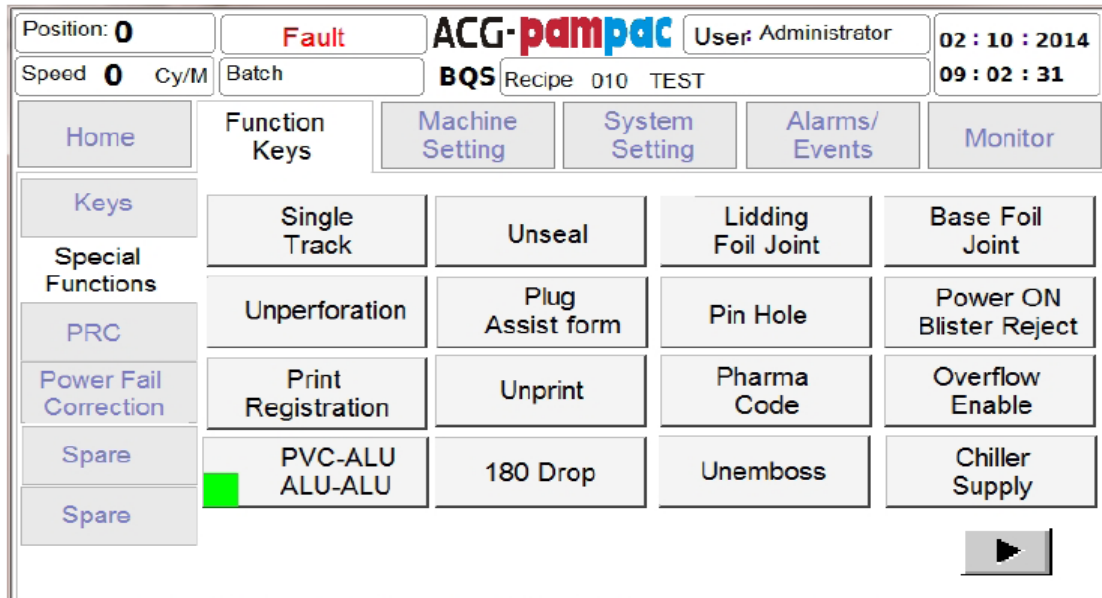 Position: 0
Fault
ACG-pampac
User: Administrator
02 : 10 : 2014
Speed 0 Cy/M
Batch
BQS
Recipe 010 TEST
09 : 02 : 31
Home
Function
Keys
Machine
Setting
System
Setting
Alarms/
Events
Monitor
Keys
Special
Functions
PRC
Power Fail
Correction
Spare
Spare
Single
Track
Unseal
Lidding
Foil Joint
Base Foil
Joint
Unperforation
Plug
Assist form
Pin Hole
Power ON
Blister Reject
Print
Registration
Unprint
Pharma
Code
Overflow
Enable
PVC-ALU
ALU-ALU
180 Drop
Unemboss
Chiller
Supply